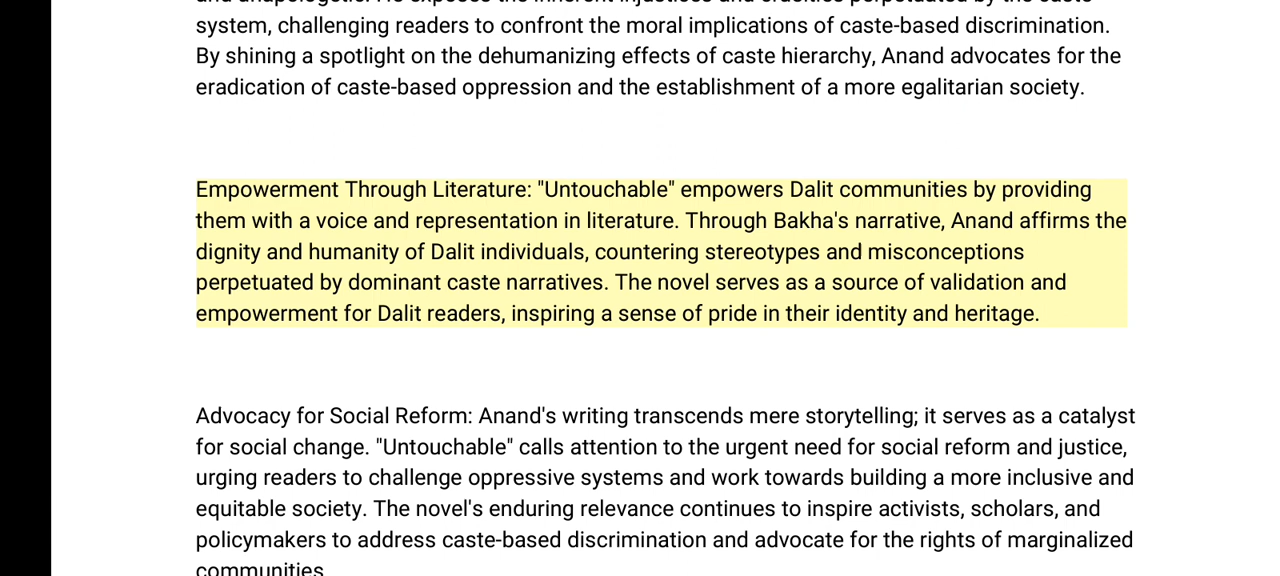 system, challenging readers to confront the moral implications of caste-based discrimination.
By shining a spotlight on the dehumanizing effects of caste hierarchy, Anand advocates for the
eradication of caste-based oppression and the establishment of a more egalitarian society.
Empowerment Through Literature: "Untouchable" empowers Dalit communities by providing
them with a voice and representation in literature. Through Bakha's narrative, Anand affirms the
dignity and humanity of Dalit individuals, countering stereotypes and misconceptions
perpetuated by dominant caste narratives. The novel serves as a source of validation and
empowerment for Dalit readers, inspiring a sense of pride in their identity and heritage.
Advocacy for Social Reform: Anand's writing transcends mere storytelling; it serves as a catalyst
for social change. "Untouchable" calls attention to the urgent need for social reform and justice,
urging readers to challenge oppressive systems and work towards building a more inclusive and
equitable society. The novel's enduring relevance continues to inspire activists, scholars, and
policymakers to address caste-based discrimination and advocate for the rights of marginalized
communities.